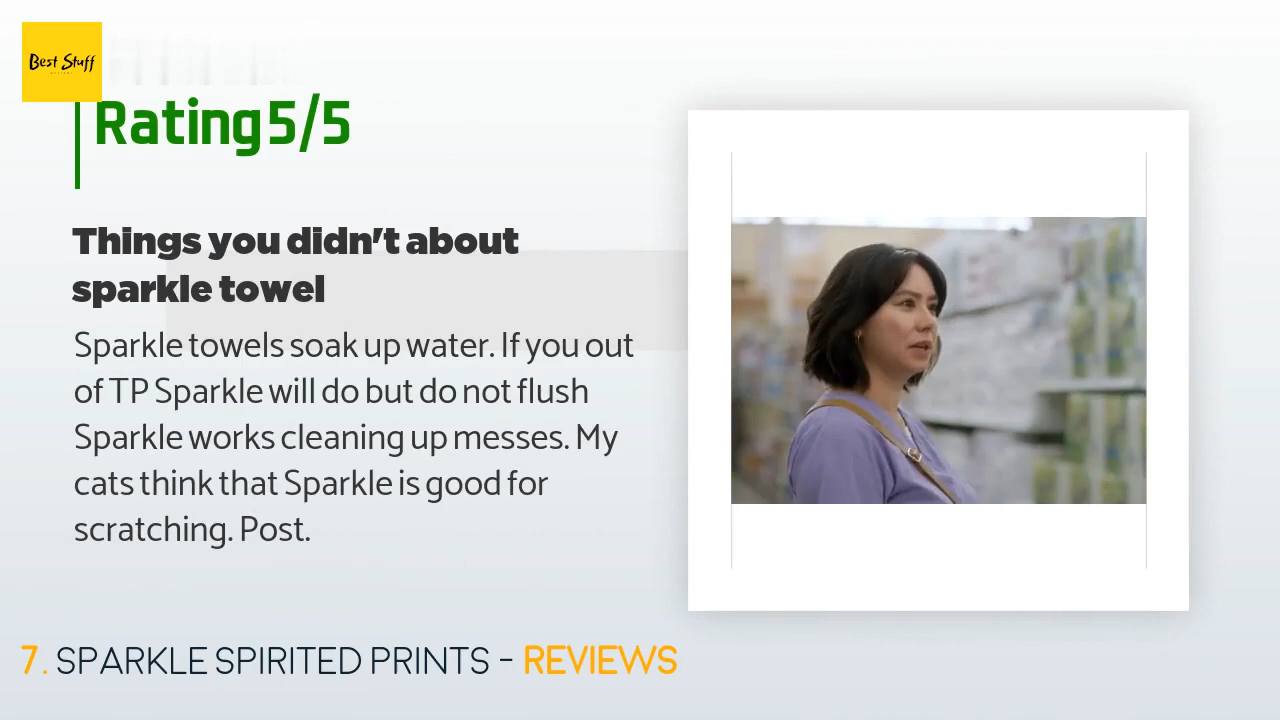 Best Stuff
Rating 5/5
Things you didn't about
sparkle towel
Sparkle towels soak up water. If you out
of TP Sparkle will do but do not flush
Sparkle works cleaning up messes. My
cats think that Sparkle is good for
scratching. Post.
7. SPARKLE SPIRITED PRINTS - REVIEWS